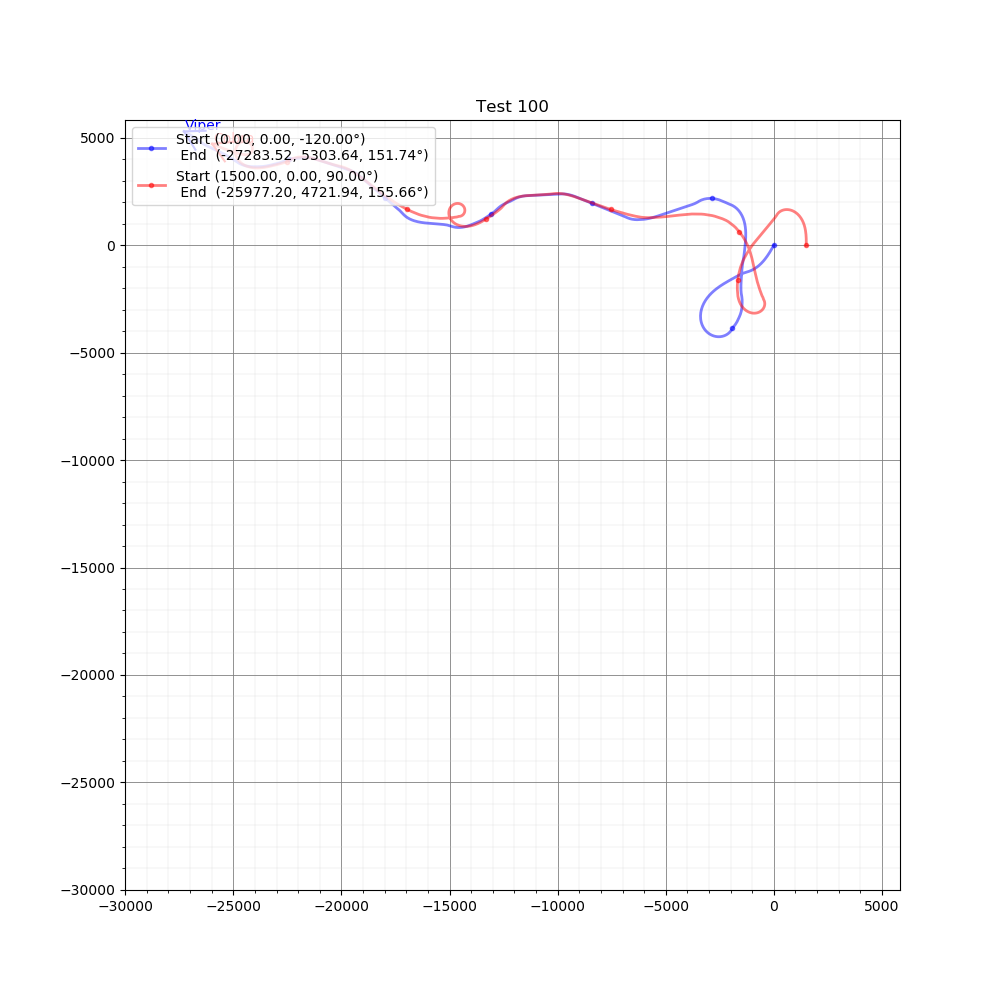 Test 100
Viper
Start (0.00, 0.00, -120.00°)
End (-27283.52, 5303.64, 151.74°)
Start (1500.00, 0.00, 90.00°)
End (-25977.20, 4721.94, 155.66°)
5000
0
−5000
−10000
−15000
−20000
−25000
−30000
−30000 −25000 −20000 −15000 −10000 −5000 0 5000